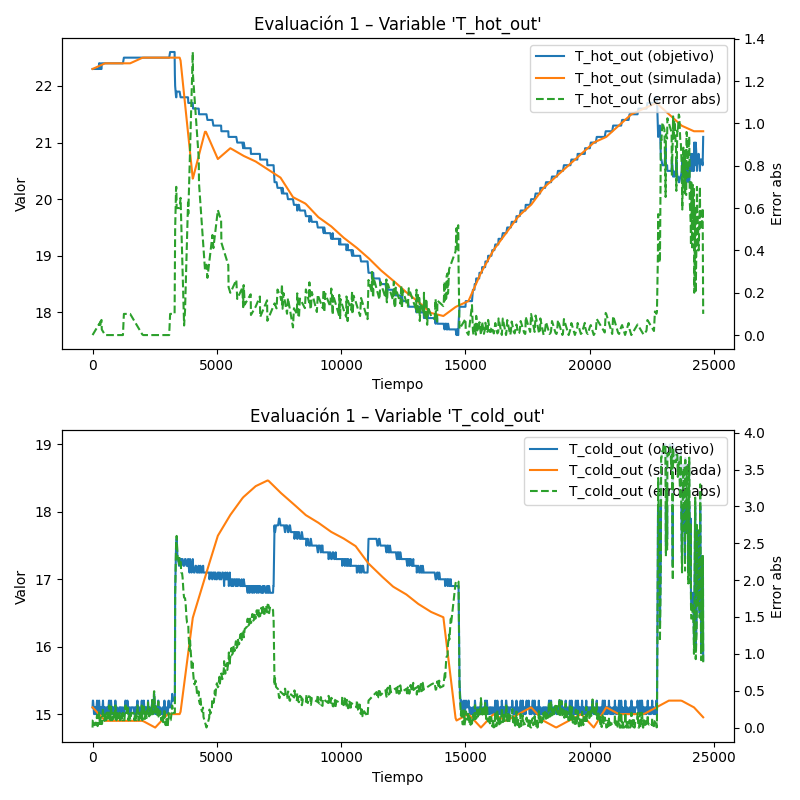 Evaluación 1 – Variable 'T_hot_out'
T_hot_out (objetivo)
T_hot_out (simulada)
T_hot_out (error abs)
Valor
22
21
20
19
18
1.4
1.2
1.0
0.8
0.6
0.4
0.2
0.0
Error abs
0 5000 10000 15000 20000 25000
Tiempo
Evaluación 1 – Variable 'T_cold_out'
T_cold_out (objetivo)
T_cold_out (simulada)
T_cold_out (error abs)
Valor
19
18
17
16
15
4.0
3.5
3.0
2.5
2.0
1.5
1.0
0.5
0.0
Error abs
0 5000 10000 15000 20000 25000
Tiempo